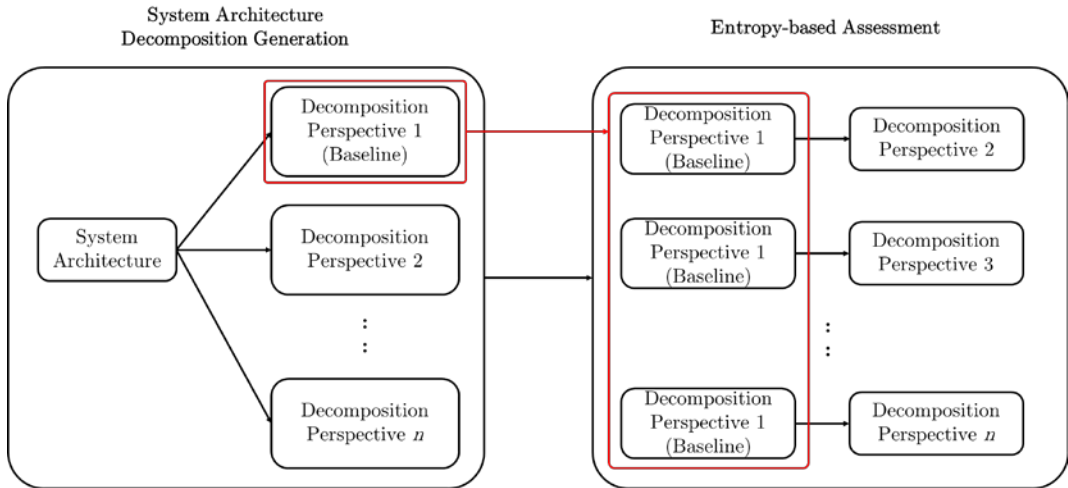 System Architecture
Decomposition Generation
Entropy-based Assessment
Decomposition
Perspective 1
(Baseline)
System
Architecture
Decomposition
Perspective 2
:
:
Decomposition
Perspective n
Decomposition
Perspective 1
(Baseline)
Decomposition
Perspective 2
Decomposition
Perspective 1
(Baseline)
Decomposition
Perspective 3
:
:
Decomposition
Perspective 1
(Baseline)
Decomposition
Perspective n